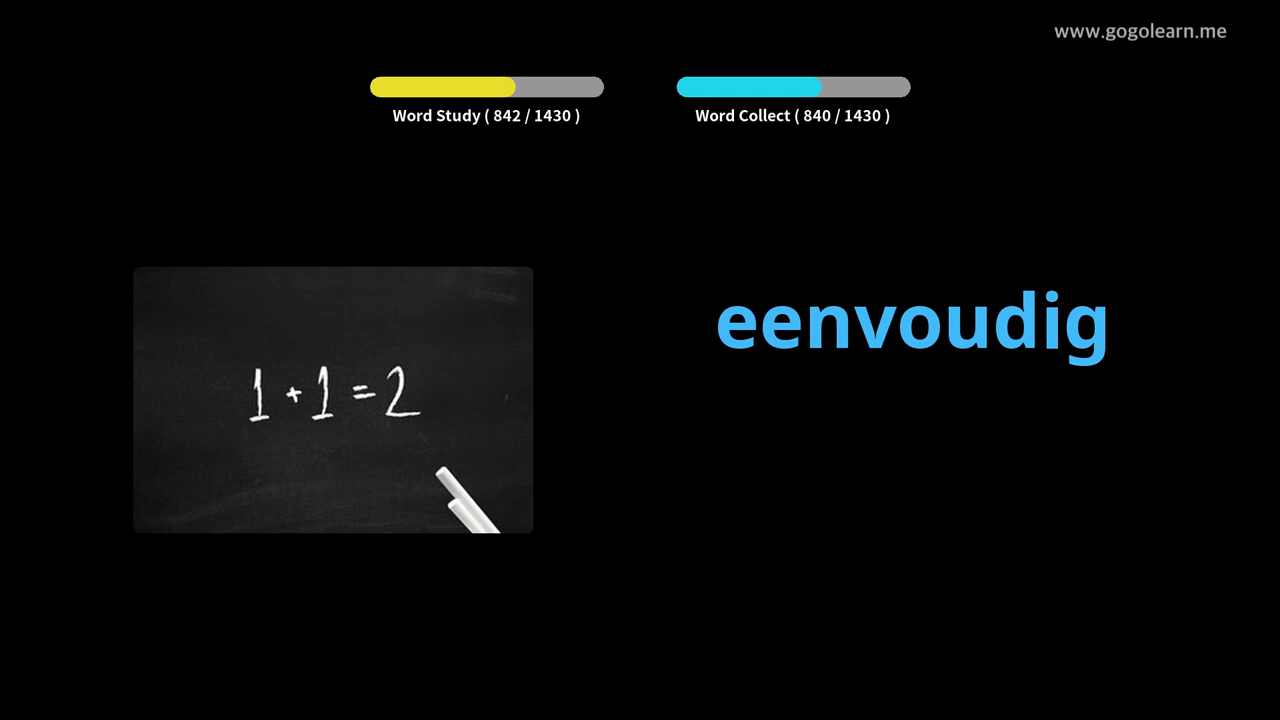 www.gogolearn.me
Word Study ( 842 / 1430 )
Word Collect ( 840 / 1430 )
eenvoudig
1 + 1 = 2